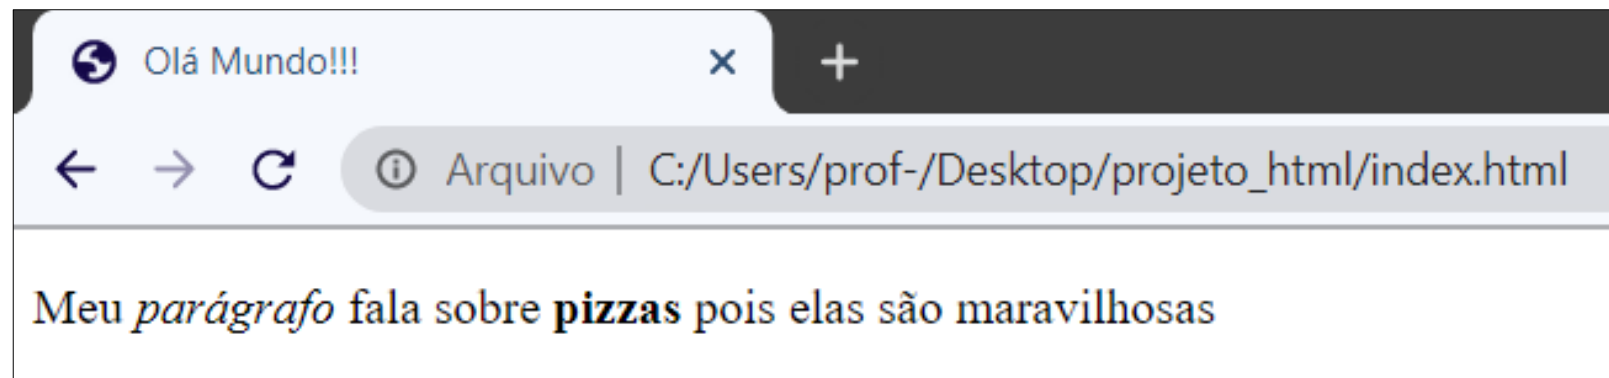 Olá Mundo!!!
Arquivo | C:/Users/prof-/Desktop/projeto_html/index.html
Meu parágrafo fala sobre pizzas pois elas são maravilhosas